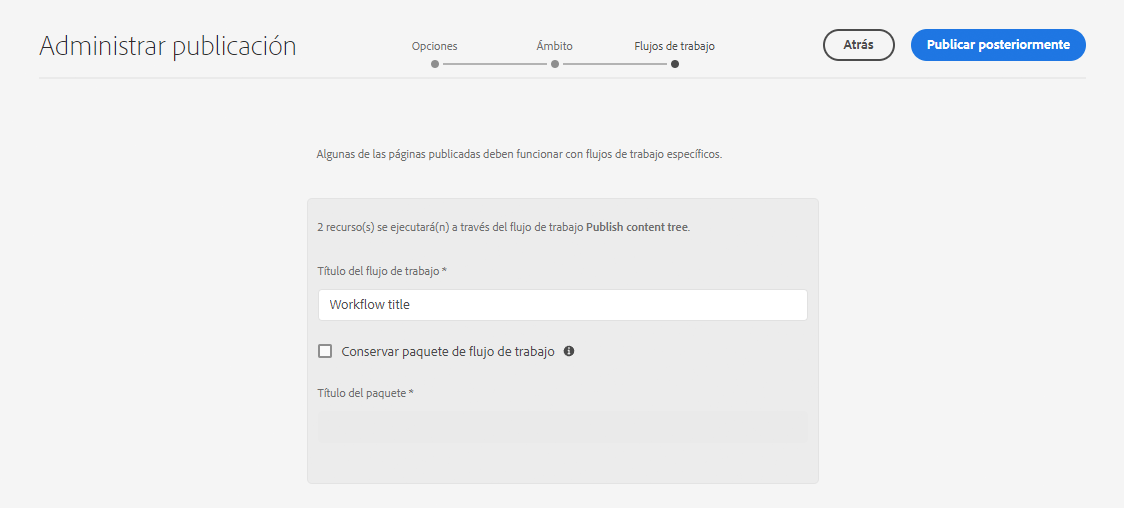 Administrar publicación
Opciones
Ámbito
Flujos de trabajo
Atrás
Publicar posteriormente
Algunas de las páginas publicadas deben funcionar con flujos de trabajo específicos.
2 recurso(s) se ejecutará(n) a través del flujo de trabajo Publish content tree.
Título del flujo de trabajo *
Workflow title
Conservar paquete de flujo de trabajo
Título del paquete *